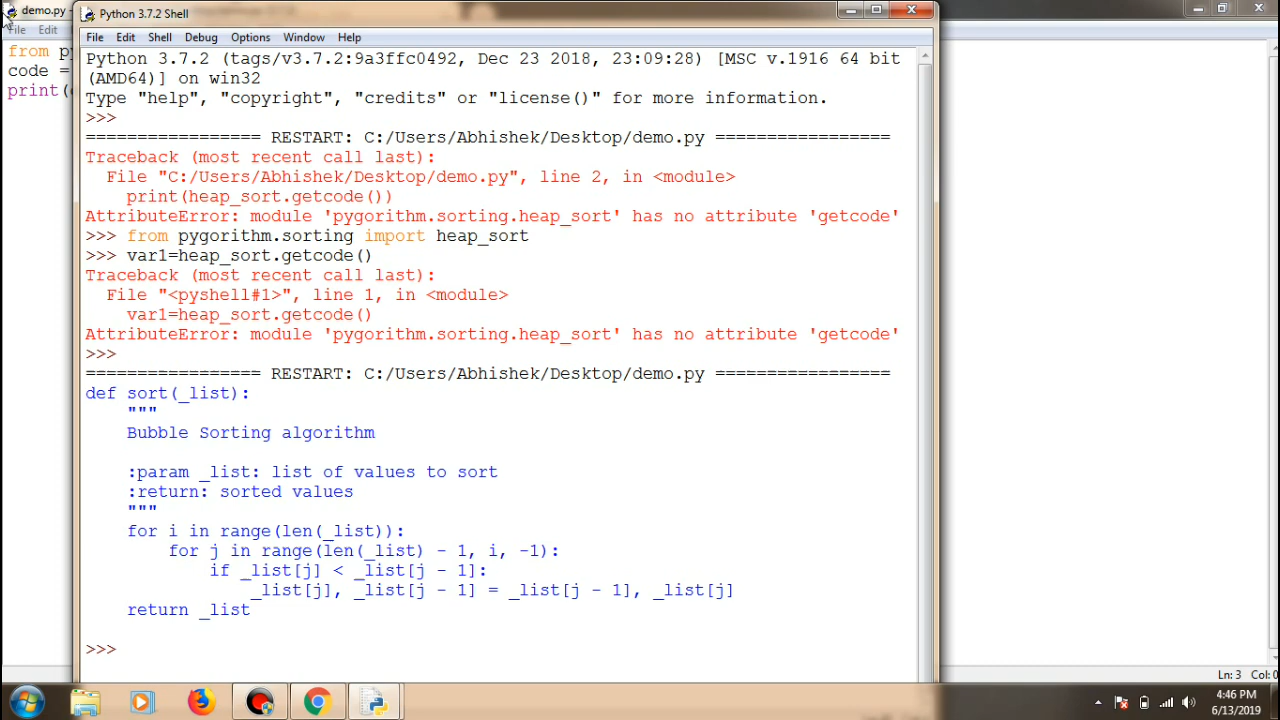 demo.py -
File Edit
from py
code =
print(
Python 3.7.2 Shell
File Edit Shell Debug Options Window Help
Python 3.7.2 (tags/v3.7.2:9a3ffc0492, Dec 23 2018, 23:09:28) [MSC v.1916 64 bit
(AMD64)] on win32
Type "help", "copyright", "credits" or "license()" for more information.
>>>
================= RESTART: C:/Users/Abhishek/Desktop/demo.py =================
Traceback (most recent call last):
  File "C:/Users/Abhishek/Desktop/demo.py", line 2, in <module>
    print(heap_sort.getcode())
AttributeError: module 'pygorithm.sorting.heap_sort' has no attribute 'getcode'
>>> from pygorithm.sorting import heap_sort
>>> var1=heap_sort.getcode()
Traceback (most recent call last):
  File "<pyshell#1>", line 1, in <module>
    var1=heap_sort.getcode()
AttributeError: module 'pygorithm.sorting.heap_sort' has no attribute 'getcode'
>>>
================= RESTART: C:/Users/Abhishek/Desktop/demo.py =================
def sort(_list):
    """
    Bubble Sorting algorithm

    :param _list: list of values to sort
    :return: sorted values
    """
    for i in range(len(_list)):
        for j in range(len(_list) - 1, i, -1):
            if _list[j] < _list[j - 1]:
                _list[j], _list[j - 1] = _list[j - 1], _list[j]
    return _list

>>>
Ln: 3 Col: 0
4:46 PM
6/13/2019